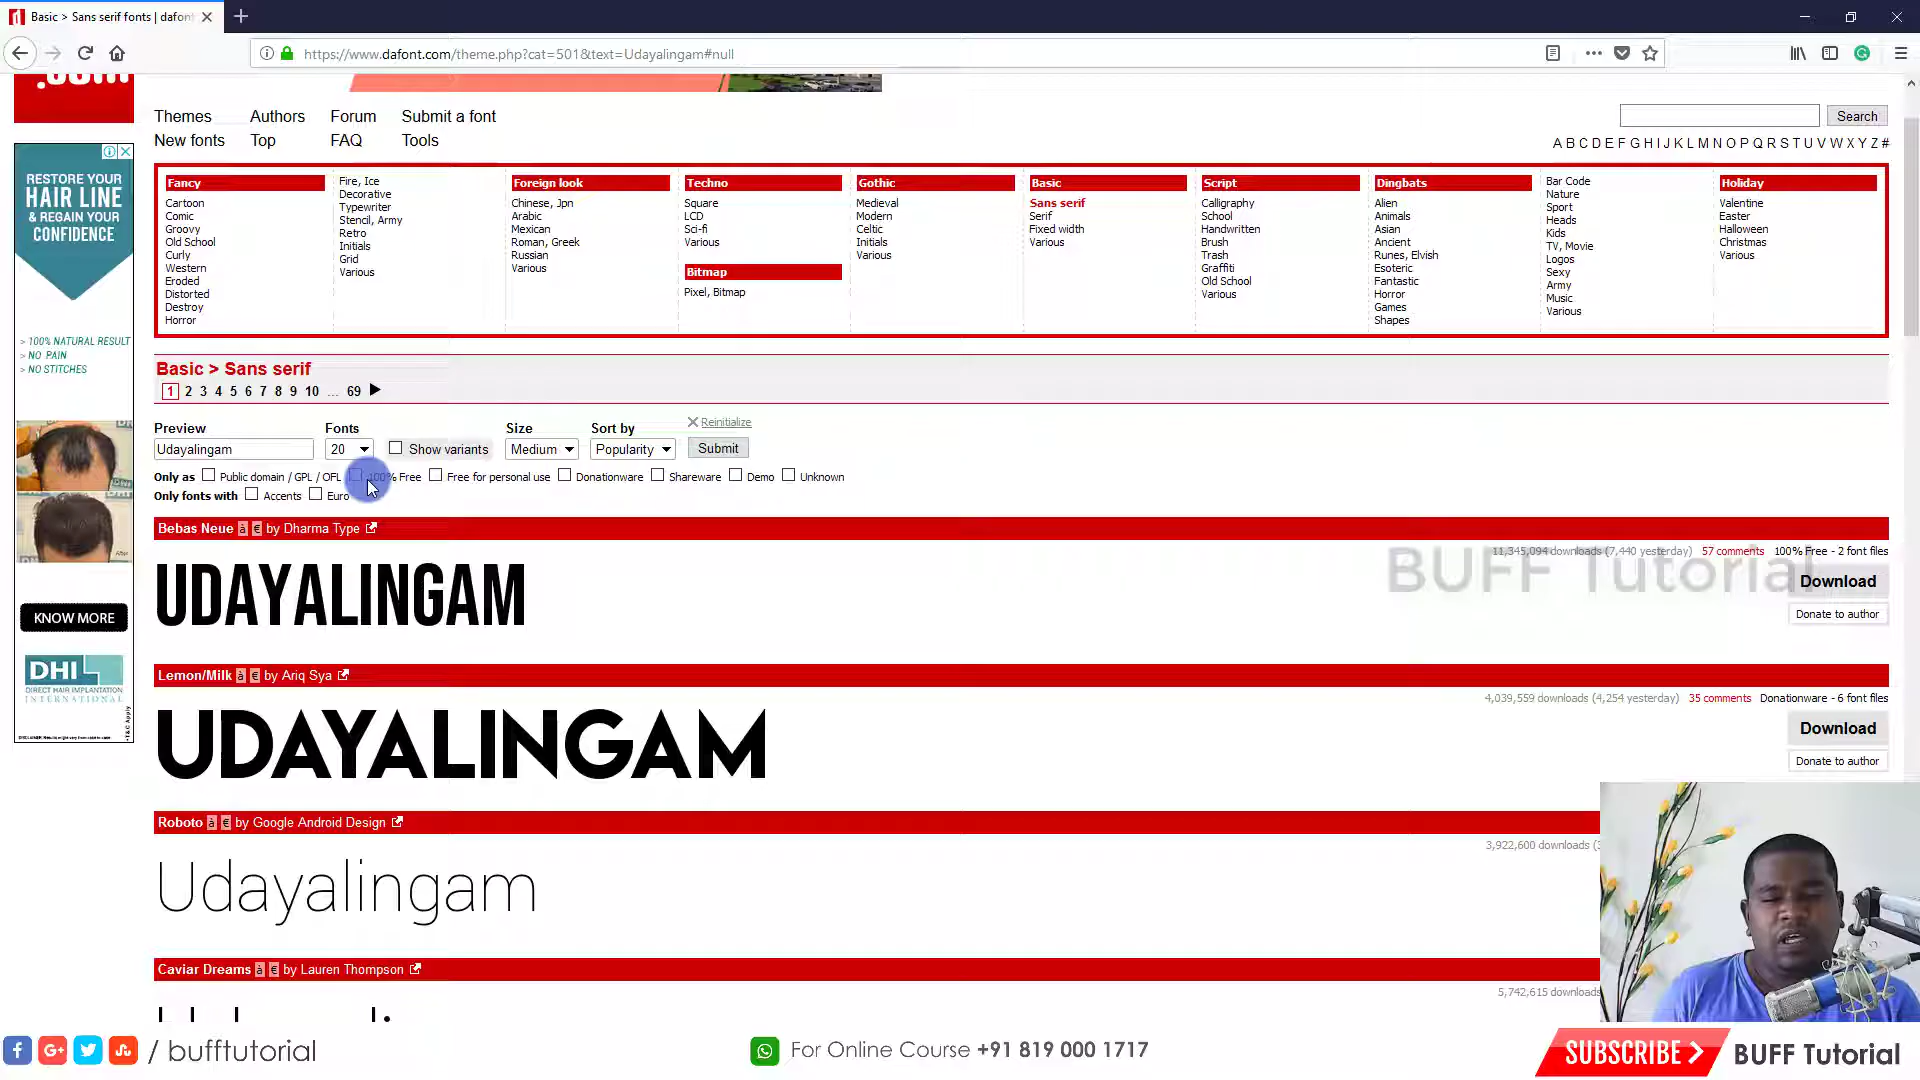 Basic > Sans serif fonts | dafont
https://www.dafont.com/theme.php?cat=501&text=Udayalingam#null
.com
Themes Authors Forum Submit a font
New fonts Top FAQ Tools
Search
A B C D E F G H I J K L M N O P Q R S T U V W X Y Z #
Fancy
Cartoon
Comic
Groovy
Old School
Curly
Western
Eroded
Distorted
Destroy
Horror
Fire, Ice
Decorative
Typewriter
Stencil, Army
Retro
Initials
Grid
Various
Foreign look
Chinese, Jpn
Arabic
Mexican
Roman, Greek
Russian
Various
Techno
Square
LCD
Sci-fi
Various
Bitmap
Pixel, Bitmap
Gothic
Medieval
Modern
Celtic
Initials
Various
Basic
Sans serif
Serif
Fixed width
Various
Script
Calligraphy
School
Handwritten
Brush
Trash
Graffiti
Old School
Various
Dingbats
Alien
Animals
Asian
Ancient
Runes, Elvish
Esoteric
Fantastic
Horror
Games
Shapes
Bar Code
Nature
Sport
Heads
Kids
TV, Movie
Logos
Sexy
Army
Music
Various
Holiday
Valentine
Easter
Halloween
Christmas
Various
RESTORE YOUR
HAIR LINE
& REGAIN YOUR
CONFIDENCE
> 100% NATURAL RESULT
> NO PAIN
> NO STITCHES
After
KNOW MORE
DHI
DIRECT HAIR IMPLANTATION
INTERNATIONAL
Basic > Sans serif
1 2 3 4 5 6 7 8 9 10 ... 69
Preview Fonts Size Sort by Reinitialize
Udayalingam 20 Show variants Medium Popularity Submit
Only as Public domain / GPL / OFL 100% Free Free for personal use Donationware Shareware Demo Unknown
Only fonts with Accents Euro
Bebas Neue à € by Dharma Type
11,345,094 downloads (7,440 yesterday) 57 comments 100% Free - 2 font files
UDAYALINGAM
BUFF Tutorial
Download
Donate to author
Lemon/Milk à € by Ariq Sya
4,039,559 downloads (4,254 yesterday) 35 comments Donationware - 6 font files
UDAYALINGAM
Download
Donate to author
Roboto à € by Google Android Design
3,922,600 downloads
Udayalingam
Caviar Dreams à € by Lauren Thompson
5,742,615 downloads
/ bufftutorial
For Online Course +91 819 000 1717
SUBSCRIBE > BUFF Tutorial